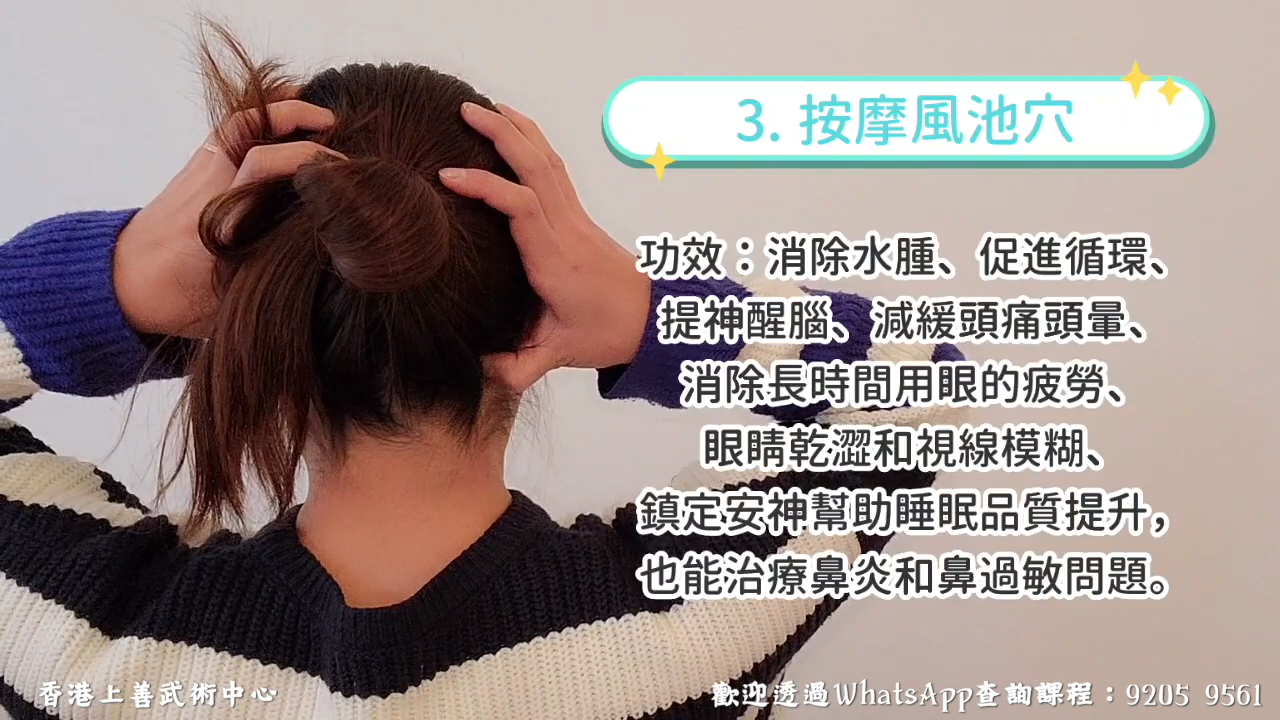 3. 按摩風池穴
功效：消除水腫、促進循環、
提神醒腦、減緩頭痛頭暈、
消除長時間用眼的疲勞、
眼睛乾澀和視線模糊、
鎮定安神幫助睡眠品質提升，
也能治療鼻炎和鼻過敏問題。
香港上善武術中心
歡迎透過WhatsApp查詢課程：9205 9561